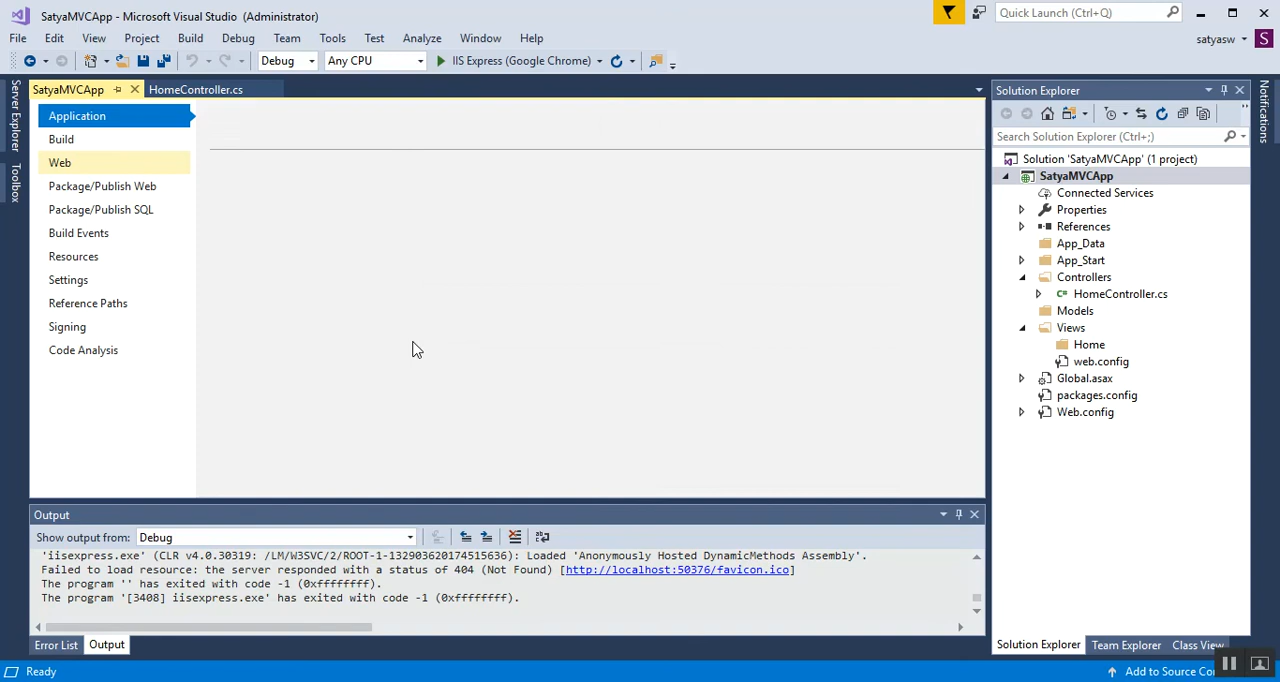 SatyaMVCApp - Microsoft Visual Studio (Administrator)
Quick Launch (Ctrl+Q)
File Edit View Project Build Debug Team Tools Test Analyze Window Help
satyasw S
Debug Any CPU IIS Express (Google Chrome)
Server Explorer
Toolbox
SatyaMVCApp HomeController.cs
Application
Build
Web
Package/Publish Web
Package/Publish SQL
Build Events
Resources
Settings
Reference Paths
Signing
Code Analysis
Output
Show output from: Debug
'iisexpress.exe' (CLR v4.0.30319: /LM/W3SVC/2/ROOT-1-132903620174515636): Loaded 'Anonymously Hosted DynamicMethods Assembly'.
Failed to load resource: the server responded with a status of 404 (Not Found) [http://localhost:50376/favicon.ico]
The program '' has exited with code -1 (0xffffffff).
The program '[3408] iisexpress.exe' has exited with code -1 (0xffffffff).
Error List Output
Solution Explorer
Search Solution Explorer (Ctrl+;)
Solution 'SatyaMVCApp' (1 project)
SatyaMVCApp
Connected Services
Properties
References
App_Data
App_Start
Controllers
C# HomeController.cs
Models
Views
Home
web.config
Global.asax
packages.config
Web.config
Solution Explorer Team Explorer Class View
Notifications
Ready
Add to Source Co